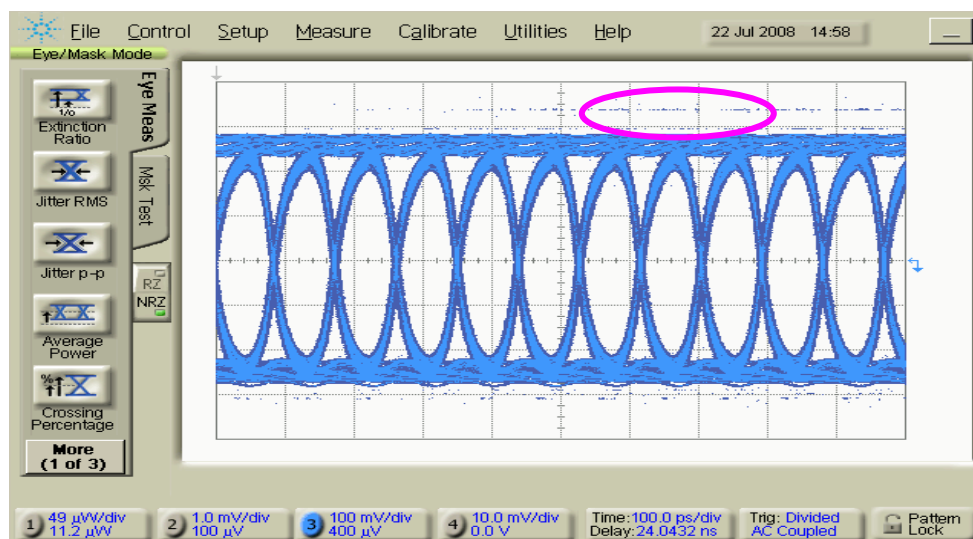 File Control Setup Measure Calibrate Utilities Help 22 Jul 2008 14:58
Eye/Mask Mode
Eye Meas
Msk Test
1/0
Extinction
Ratio
Jitter RMS
Jitter p-p
RZ
NRZ
Average
Power
%
Crossing
Percentage
More
(1 of 3)
1) 49 µW/div
11.2 µW
2) 1.0 mV/div
100 µV
3) 100 mV/div
400 µV
4) 10.0 mV/div
0.0 V
Time:100.0 ps/div
Delay:24.0432 ns
Trig: Divided
AC Coupled
Pattern
Lock